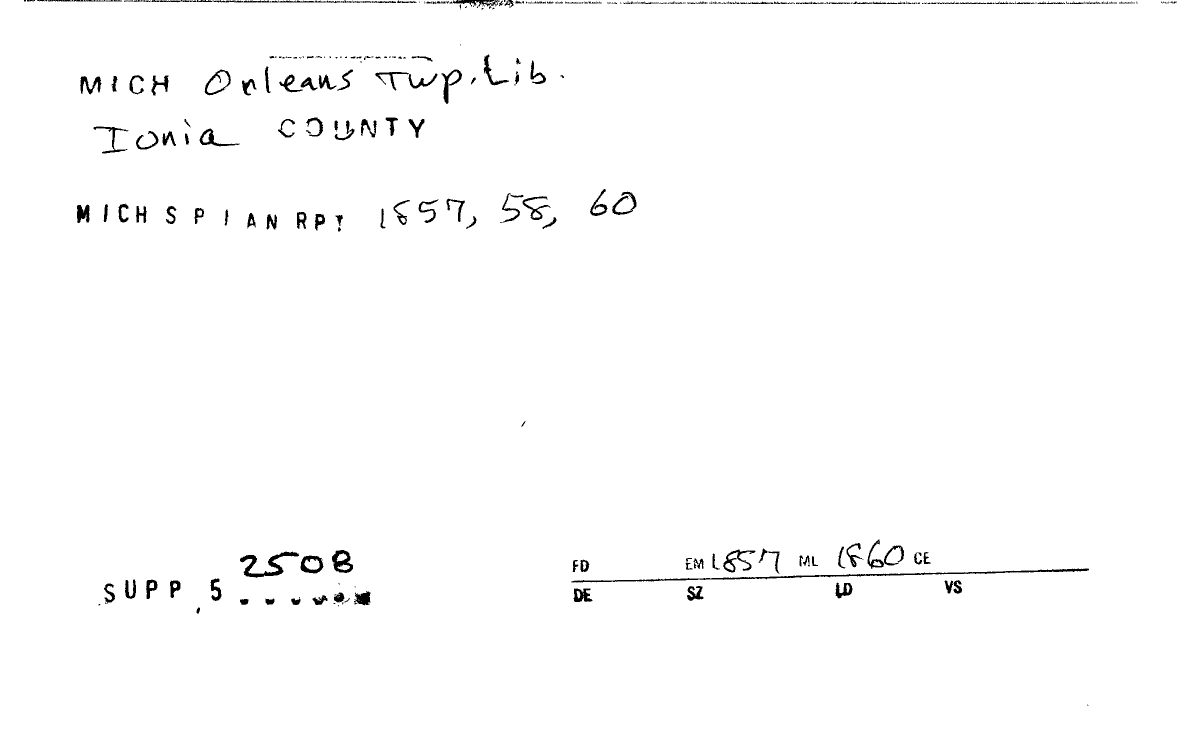 MICH Orleans Twp. Lib.
Ionia COUNTY
MICH S P I AN RPT 1857, 58, 60
2508
SUPP, 5 ......
FD EM 1857 ML 1860 CE
DE SZ LD VS